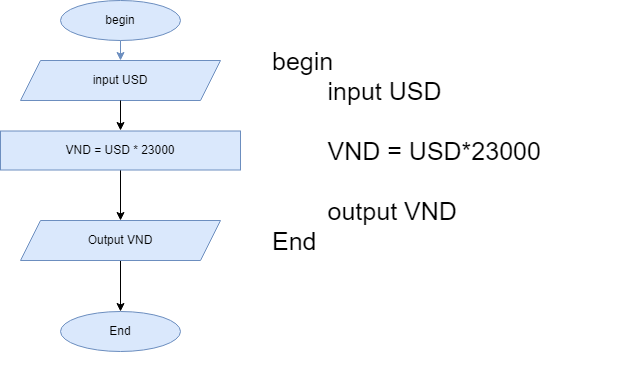 begin
input USD
VND = USD * 23000
Output VND
End
begin
input USD
VND = USD*23000
output VND
End